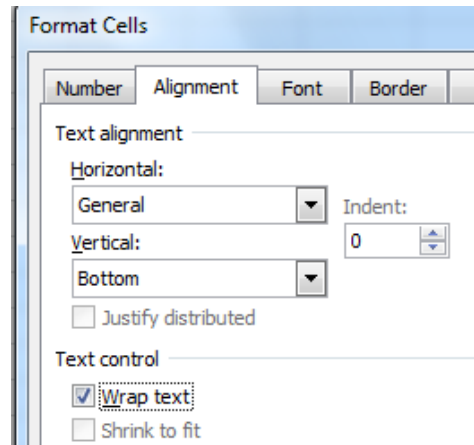 Format Cells
Number Alignment Font Border
Text alignment
Horizontal:
General
Indent:
Vertical:
0
Bottom
Justify distributed
Text control
Wrap text
Shrink to fit